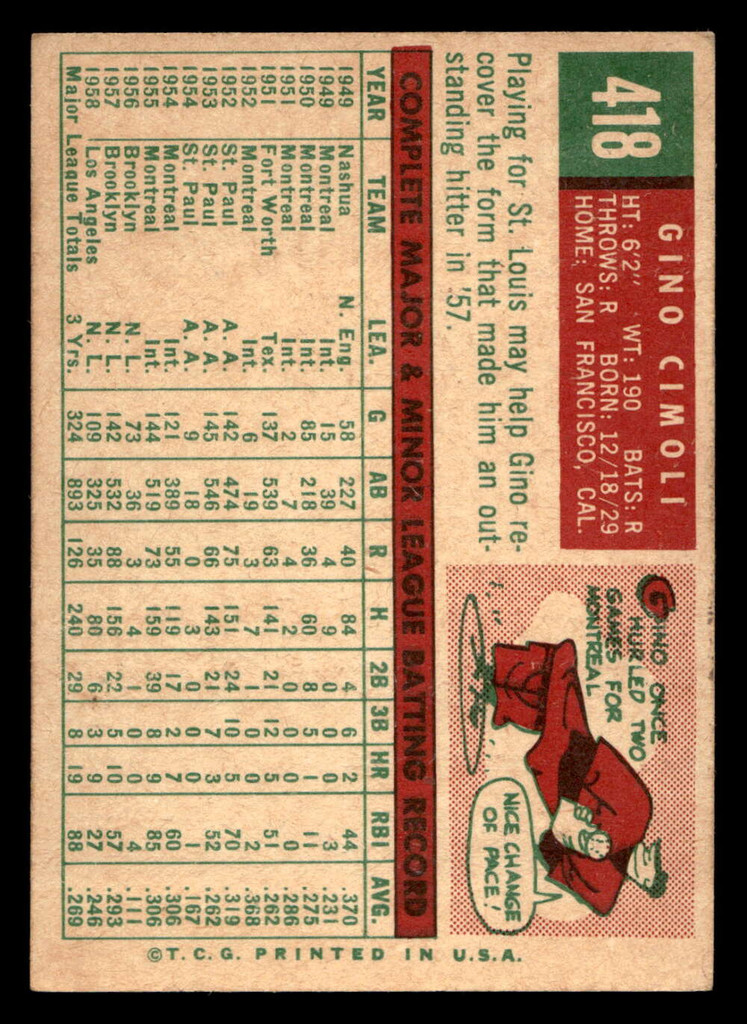 418
GINO CIMOLI
HT: 6'2" WT: 190 BATS: R
THROWS: R BORN: 12/18/29
HOME: SAN FRANCISCO, CAL.
Playing for St. Louis may help Gino re-
cover the form that made him an out-
standing hitter in '57.
GINO ONCE
HURLED TWO
GAMES FOR
MONTREAL
NICE CHANGE
OF PACE!
COMPLETE MAJOR & MINOR LEAGUE BATTING RECORD
YEAR TEAM LEA. G AB R H 2B 3B HR RBI AVG.
1949 Nashua N. Eng. 58 227 40 84 4 6 2 44 .370
1949 Montreal Int. 15 39 4 9 0 0 0 3 .231
1950 Montreal Int. 85 218 36 60 8 1 5 11 .275
1951 Montreal Int. 2 7 4 2 0 0 0 0 .286
1951 Fort Worth Tex. 137 539 63 141 21 12 5 51 .262
1952 Montreal Int. 6 19 3 7 1 0 0 2 .368
1952 St. Paul A. A. 142 474 75 151 24 10 5 70 .319
1953 St. Paul A. A. 145 546 66 143 21 7 3 52 .262
1954 St. Paul A. A. 9 18 0 3 0 0 0 1 .167
1954 Montreal Int. 121 389 55 119 17 2 7 60 .306
1955 Montreal Int. 144 519 73 159 39 8 9 85 .306
1956 Brooklyn N. L. 73 36 3 4 1 0 0 4 .111
1957 Brooklyn N. L. 142 532 88 156 22 5 10 57 .293
1958 Los Angeles N. L. 109 325 35 80 6 3 9 27 .246
Major League Totals 3 Yrs. 324 893 126 240 29 8 19 88 .269
©T.C.G. PRINTED IN U.S.A.